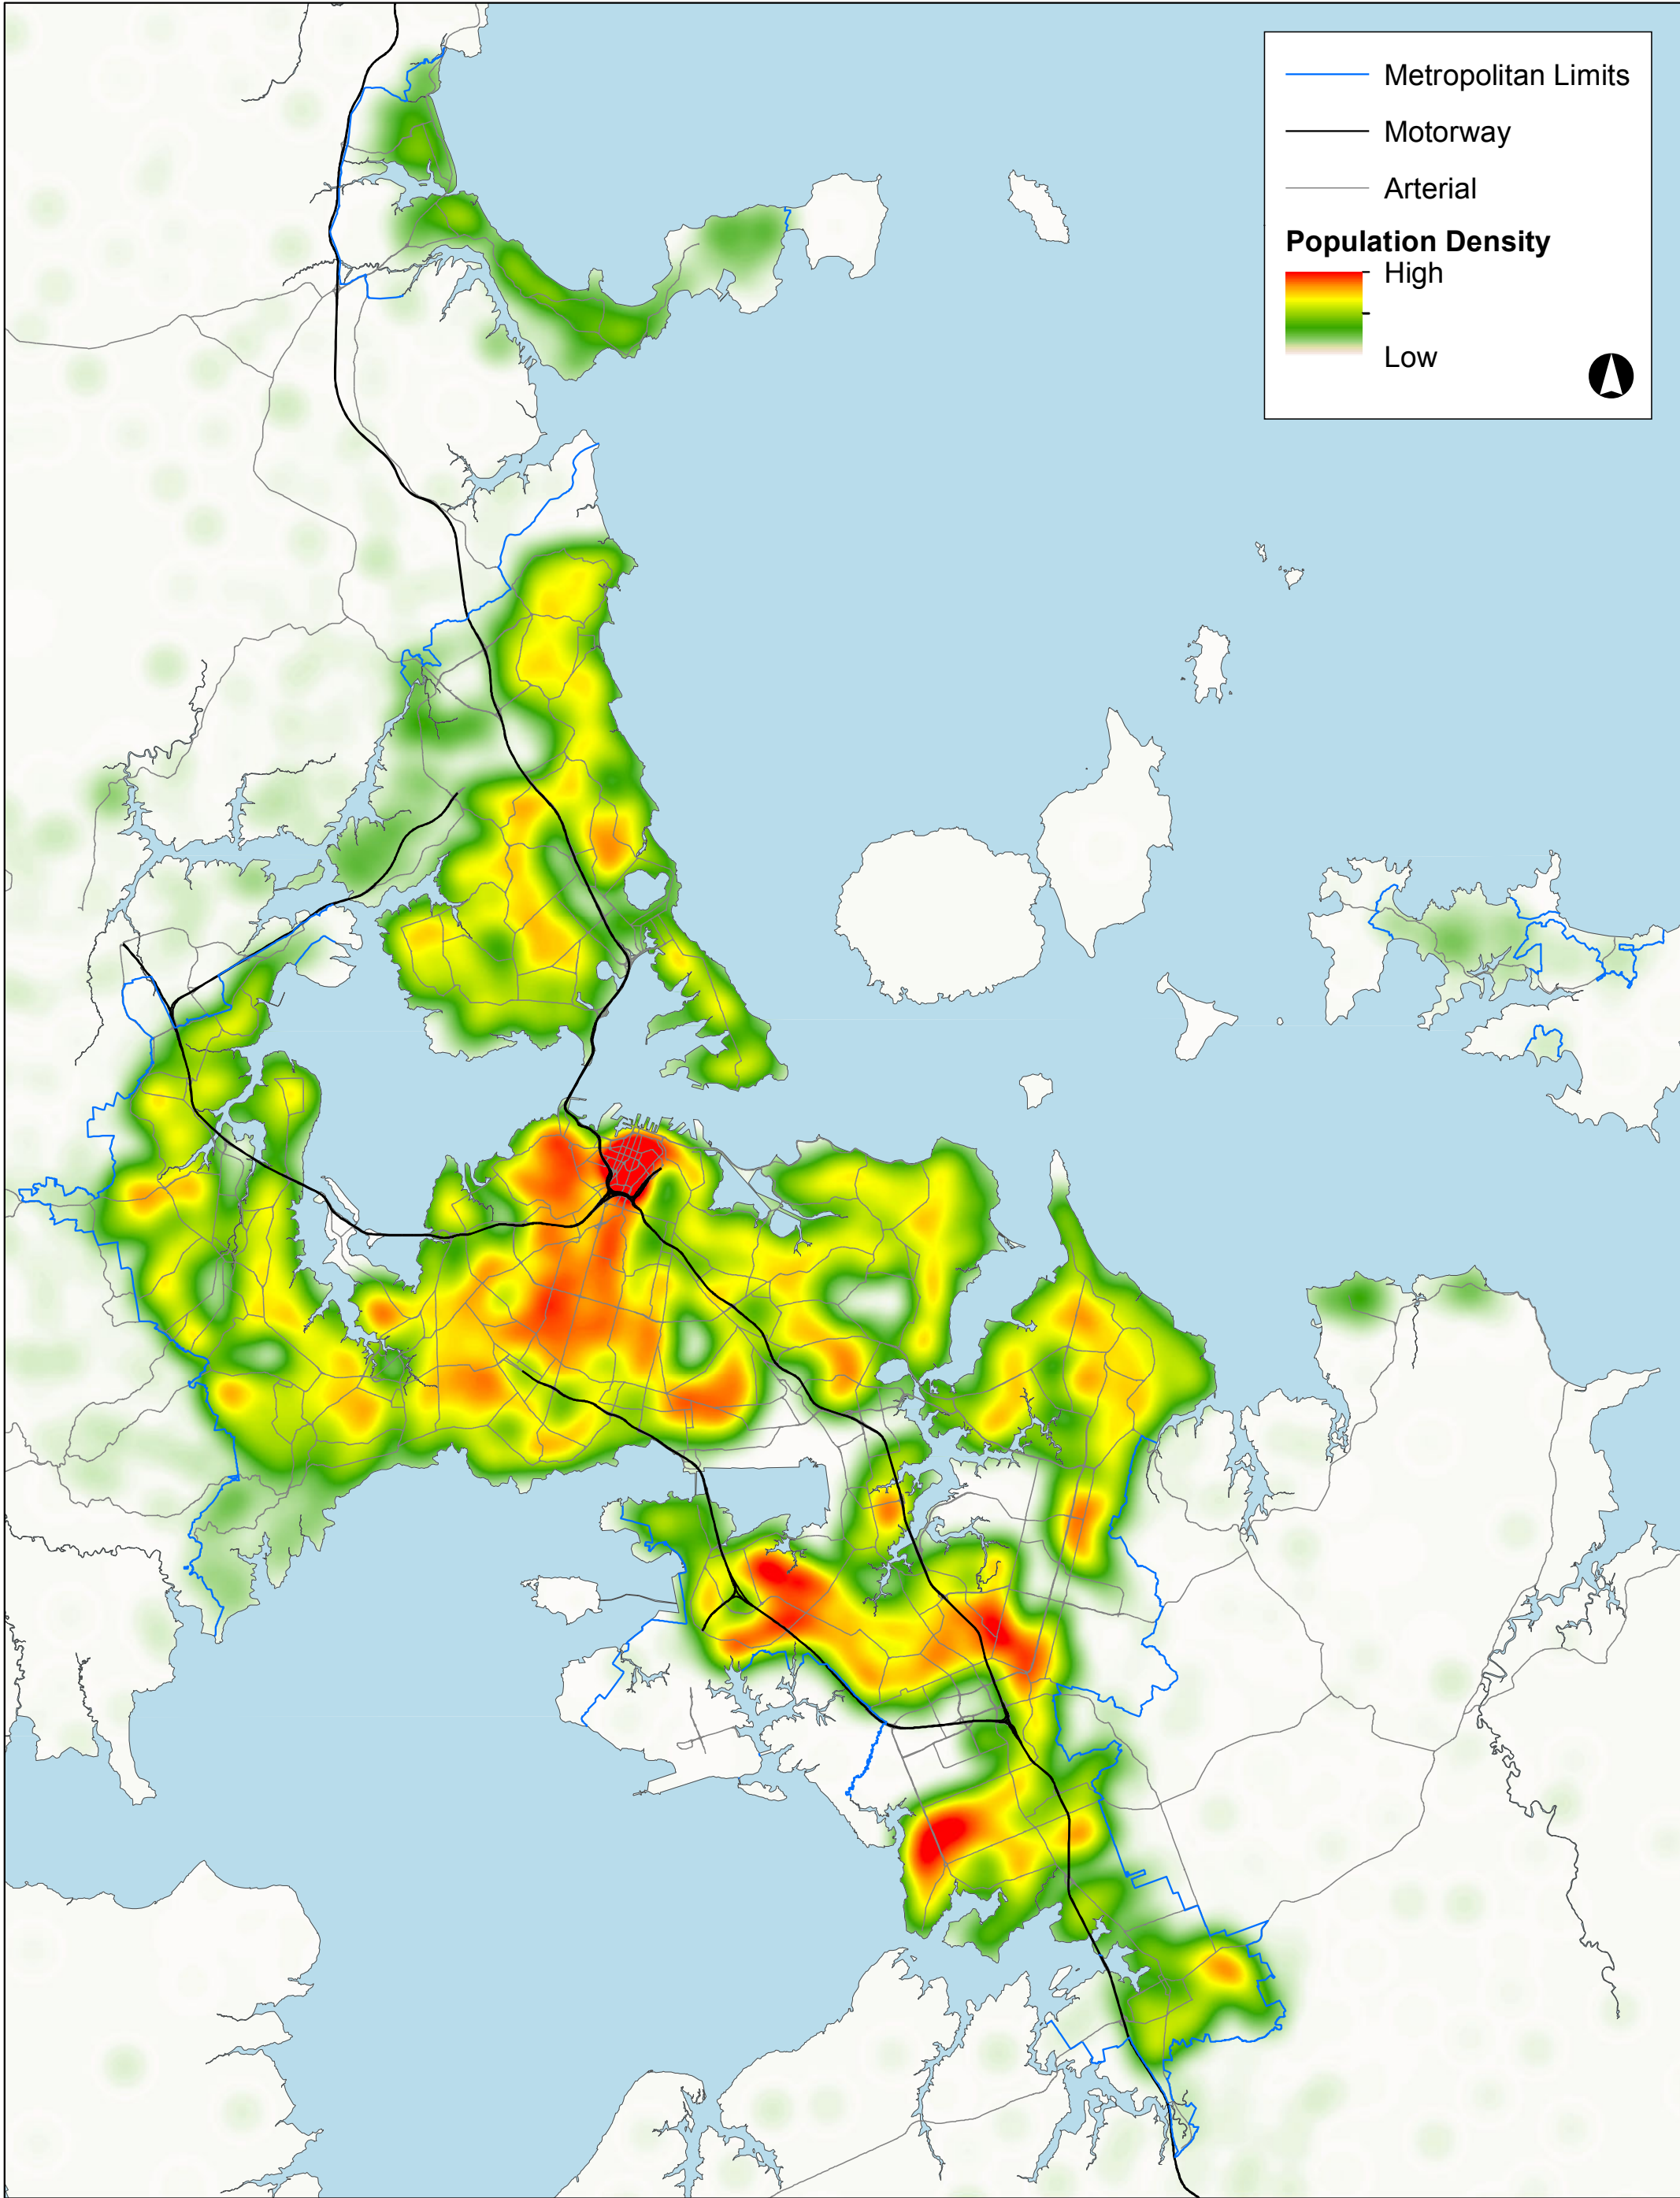 Metropolitan Limits
Motorway
Arterial
Population Density
High
Low